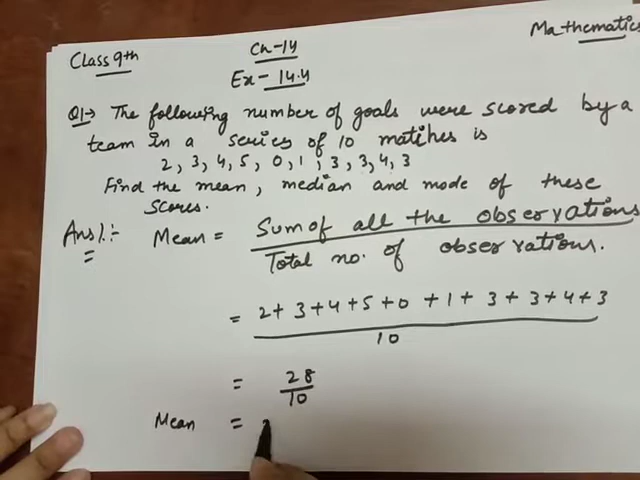 Class 9th
Ch-14
Mathematics
Ex-14.4
Q1→ The following number of goals were scored by a
team in a series of 10 matches is
2, 3, 4, 5, 0, 1, 3, 3, 4, 3
Find the mean, median and mode of these
scores.
Ans!:- Mean = Sum of all the observations
Total no. of observations.
= 2+3+4+5+0+1+3+3+4+3
10
= 28
10
Mean =